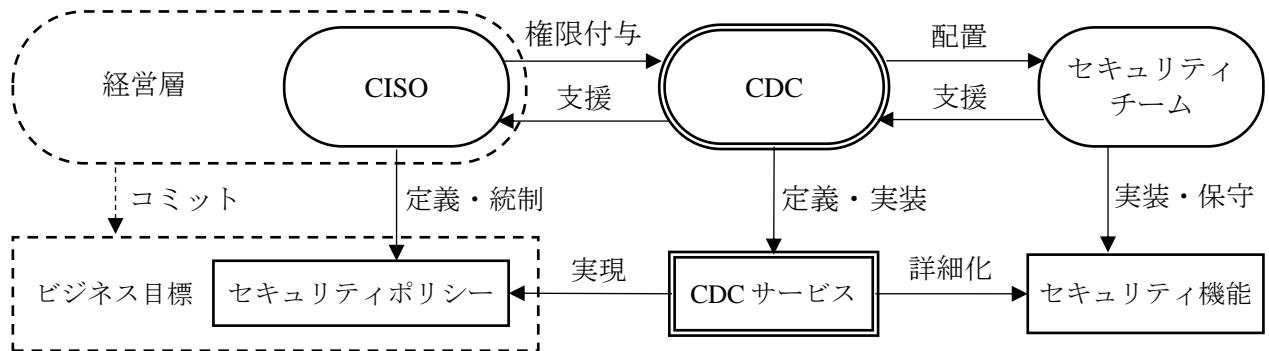 権限付与
配置
経営層
CISO
CDC
セキュリティ
チーム
支援
支援
コミット
定義・統制
定義・実装
実装・保守
ビジネス目標
セキュリティポリシー
実現
CDC サービス
詳細化
セキュリティ機能